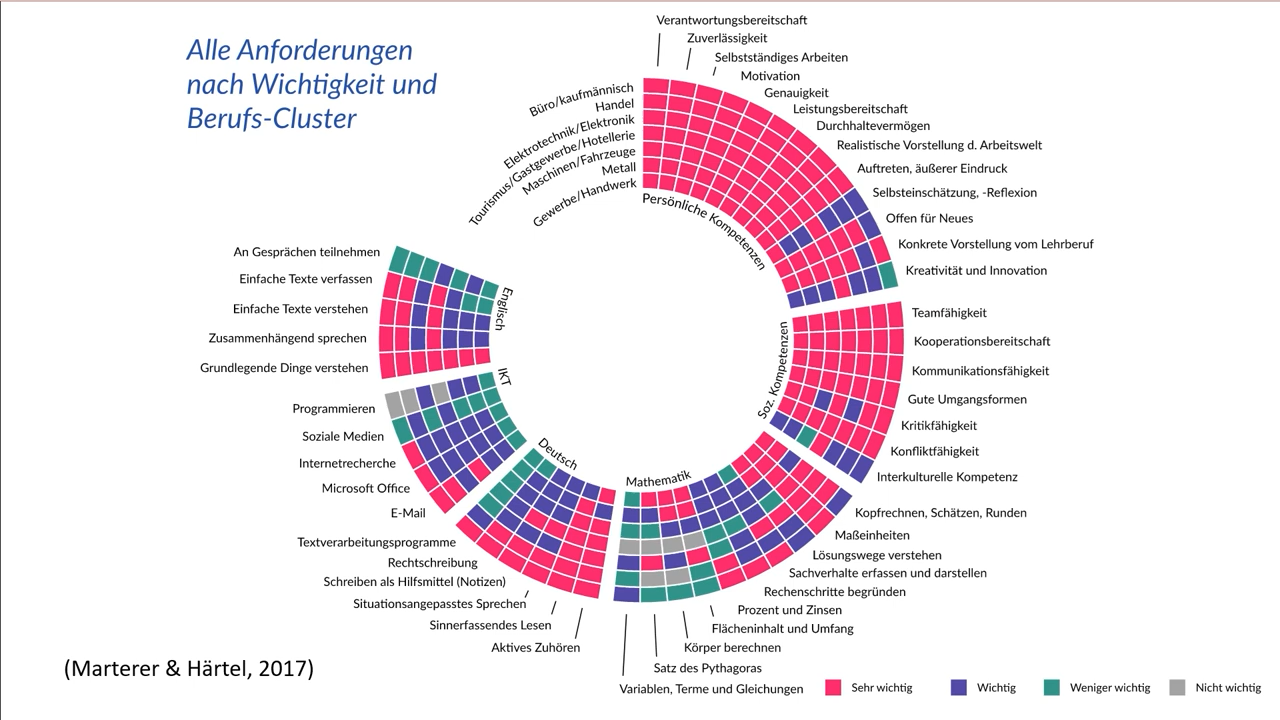 Alle Anforderungen
nach Wichtigkeit und
Berufs-Cluster
Verantwortungsbereitschaft
Zuverlässigkeit
Selbstständiges Arbeiten
Motivation
Genauigkeit
Leistungsbereitschaft
Durchhaltevermögen
Realistische Vorstellung d. Arbeitswelt
Auftreten, äußerer Eindruck
Selbsteinschätzung, -Reflexion
Offen für Neues
Konkrete Vorstellung vom Lehrberuf
Kreativität und Innovation
Büro/kaufmännisch
Handel
Elektrotechnik/Elektronik
Tourismus/Gastgewerbe/Hotellerie
Maschinen/Fahrzeuge
Metall
Gewerbe/Handwerk
Persönliche Kompetenzen
Teamfähigkeit
Kooperationsbereitschaft
Kommunikationsfähigkeit
Gute Umgangsformen
Kritikfähigkeit
Konfliktfähigkeit
Interkulturelle Kompetenz
Soz. Kompetenzen
Kopfrechnen, Schätzen, Runden
Maßeinheiten
Lösungswege verstehen
Sachverhalte erfassen und darstellen
Rechenschritte begründen
Prozent und Zinsen
Flächeninhalt und Umfang
Körper berechnen
Satz des Pythagoras
Variablen, Terme und Gleichungen
Mathematik
Deutsch
Aktives Zuhören
Sinnerfassendes Lesen
Situationsangepasstes Sprechen
Schreiben als Hilfsmittel (Notizen)
Rechtschreibung
Textverarbeitungsprogramme
IKT
E-Mail
Microsoft Office
Internetrecherche
Soziale Medien
Programmieren
Englisch
Grundlegende Dinge verstehen
Zusammenhängend sprechen
Einfache Texte verstehen
Einfache Texte verfassen
An Gesprächen teilnehmen
(Marterer & Härtel, 2017)
Sehr wichtig
Wichtig
Weniger wichtig
Nicht wichtig